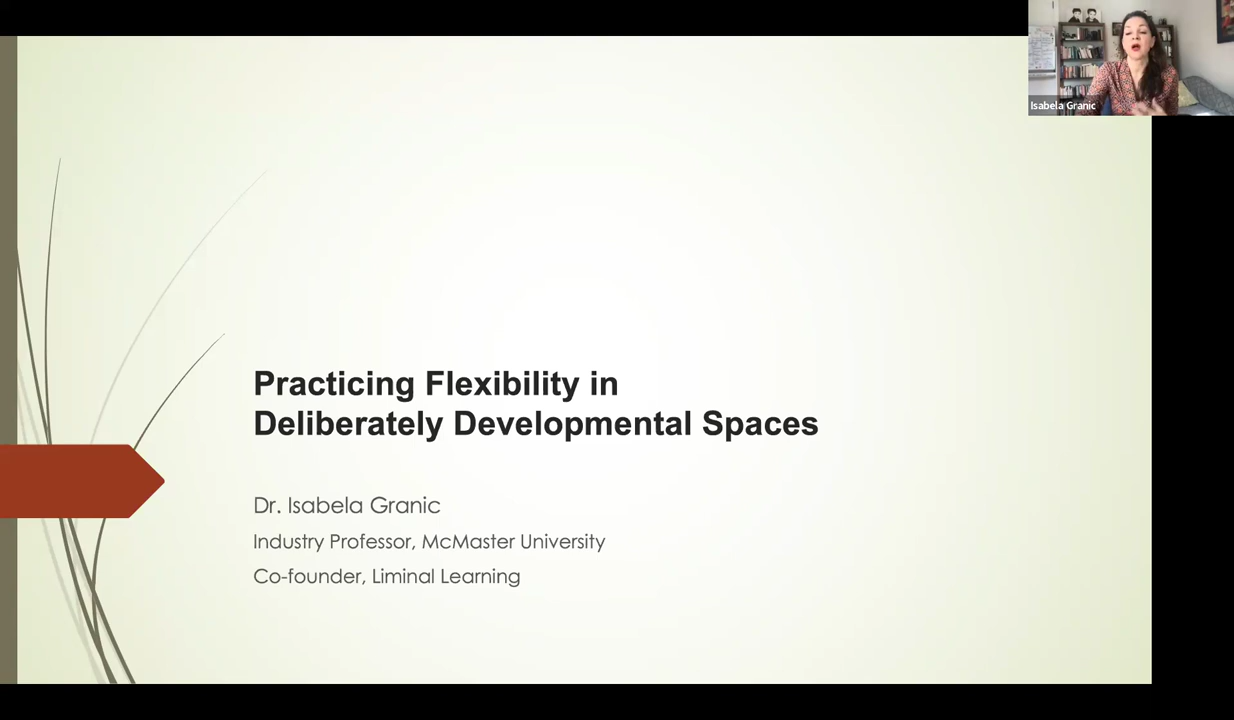 Isabela Granic
Practicing Flexibility in
Deliberately Developmental Spaces
Dr. Isabela Granic
Industry Professor, McMaster University
Co-founder, Liminal Learning